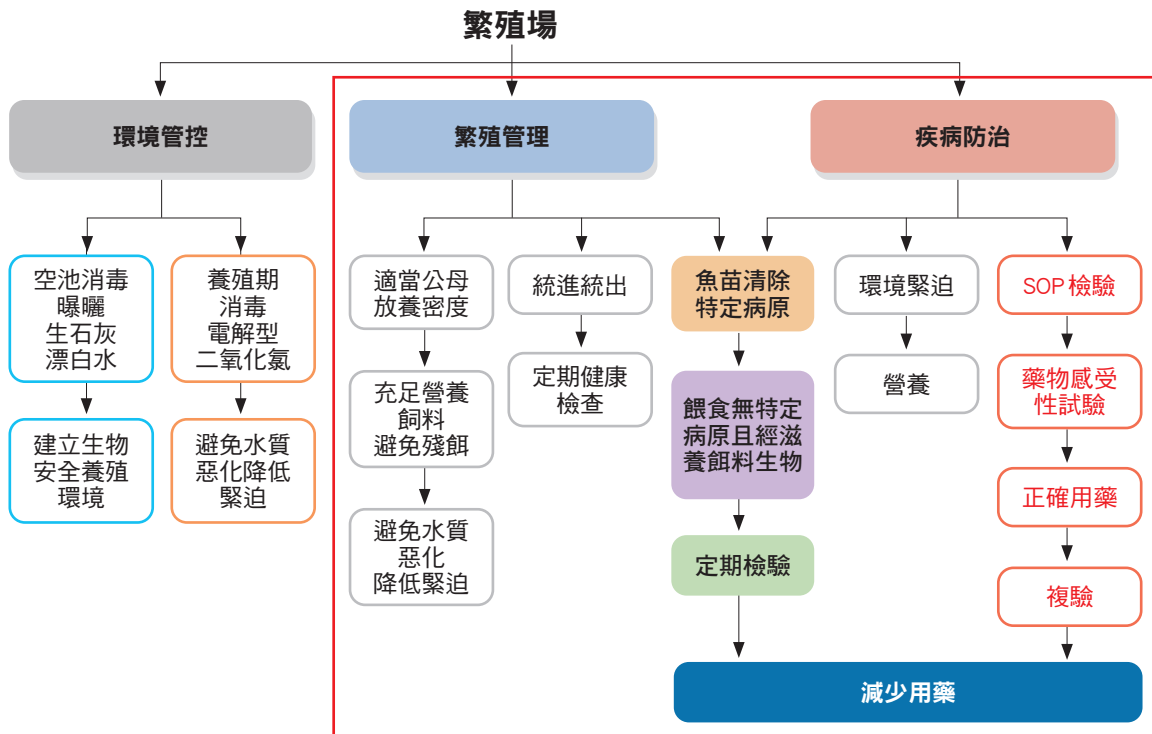 繁殖場
環境管控
繁殖管理
疾病防治
空池消毒
曝曬
生石灰
漂白水
養殖期
消毒
電解型
二氧化氯
適當公母
放養密度
統進統出
魚苗清除
特定病原
環境緊迫
SOP 檢驗
建立生物
安全養殖
環境
避免水質
惡化降低
緊迫
充足營養
飼料
避免殘餌
定期健康
檢查
餵食無特定
病原且經滋
養餌料生物
營養
藥物感受
性試驗
正確用藥
避免水質
惡化
降低緊迫
定期檢驗
複驗
減少用藥